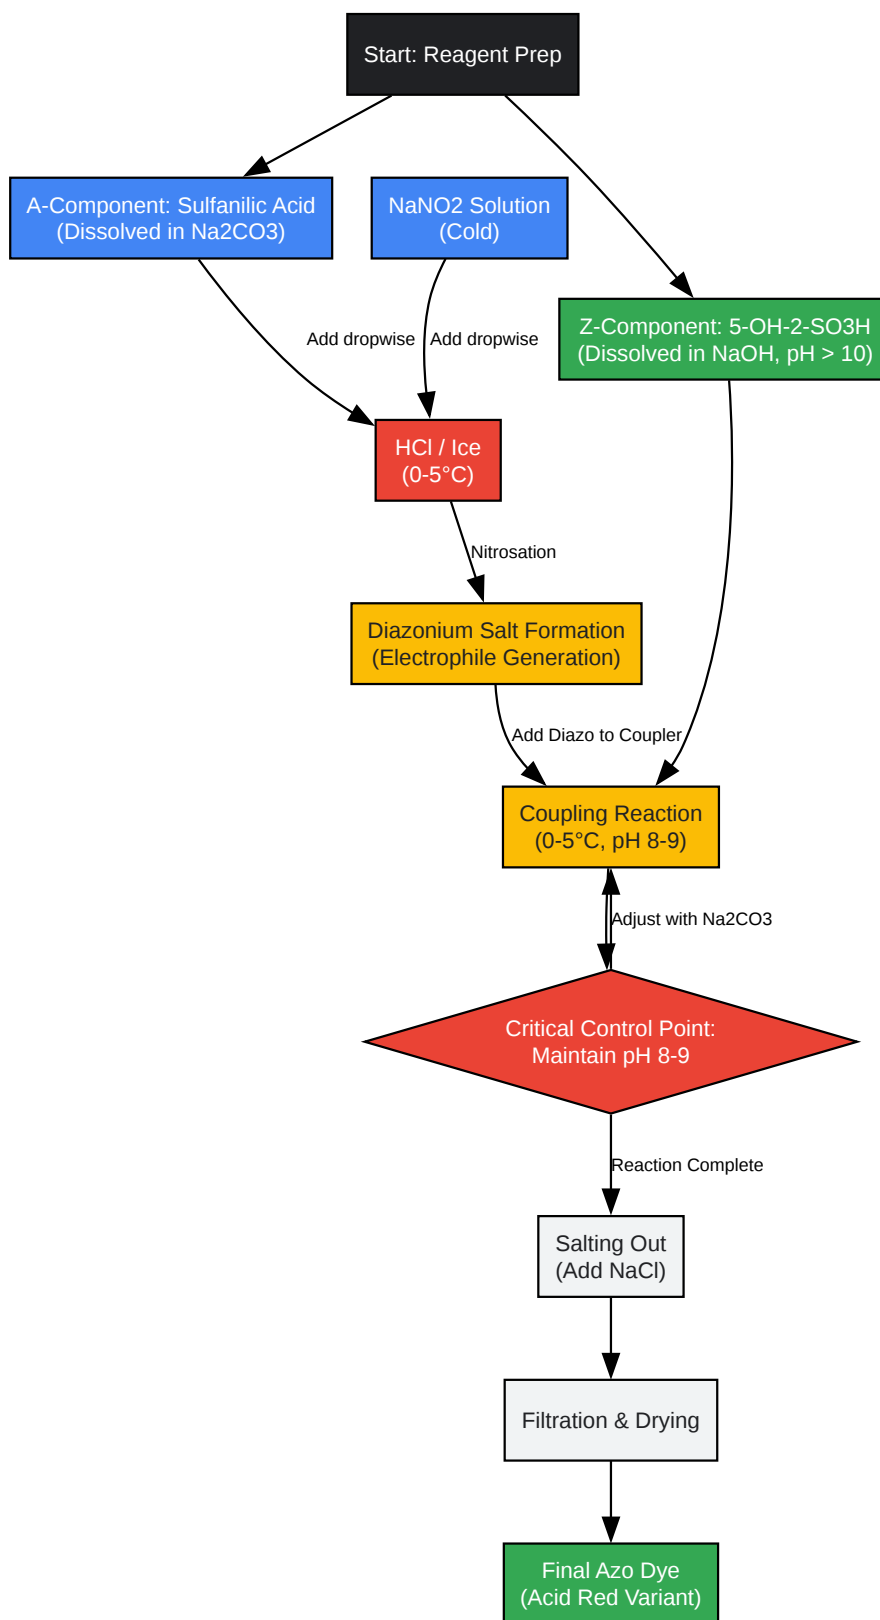 Start: Reagent Prep
A-Component: Sulfanilic Acid
(Dissolved in Na2CO3)
NaNO2 Solution
(Cold)
Z-Component: 5-OH-2-SO3H
(Dissolved in NaOH, pH > 10)
Add dropwise
Add dropwise
HCl / Ice
(0-5°C)
Nitrosation
Diazonium Salt Formation
(Electrophile Generation)
Add Diazo to Coupler
Coupling Reaction
(0-5°C, pH 8-9)
Adjust with Na2CO3
Critical Control Point:
Maintain pH 8-9
Reaction Complete
Salting Out
(Add NaCl)
Filtration & Drying
Final Azo Dye
(Acid Red Variant)